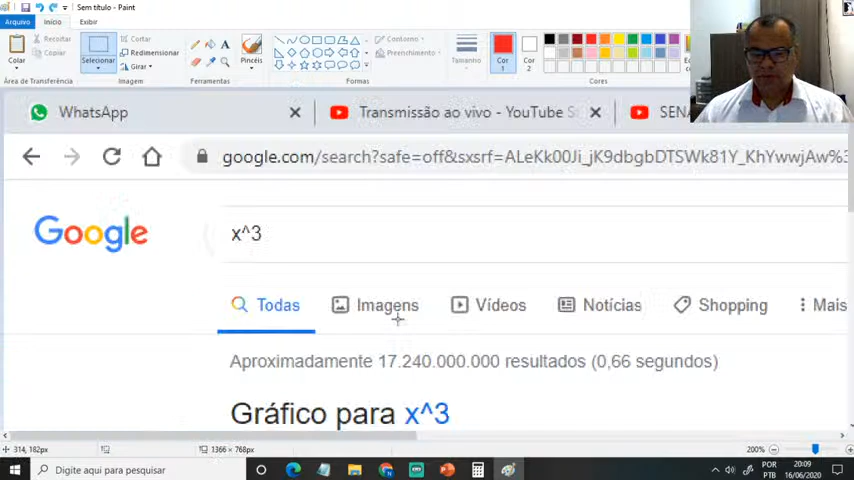 Sem título - Paint
Arquivo Início Exibir
Colar
Recortar
Copiar
Área de Transferência
Selecionar
Cortar
Redimensionar
Girar
Imagem
Ferramentas
Pincéis
Contorno
Preenchimento
Formas
Tamanho
Cor 1
Cor 2
Cores
WhatsApp
Transmissão ao vivo - YouTube S
SENA
google.com/search?safe=off&sxsrf=ALeKk00Ji_jK9dbgbDTSWk81Y_KhYwwjAw%3
Google
x^3
Todas Imagens Vídeos Notícias Shopping Mais
Aproximadamente 17.240.000.000 resultados (0,66 segundos)
Gráfico para x^3
314, 182px
1366 × 768px
200%
Digite aqui para pesquisar
POR
PTB
20:09
16/06/2020